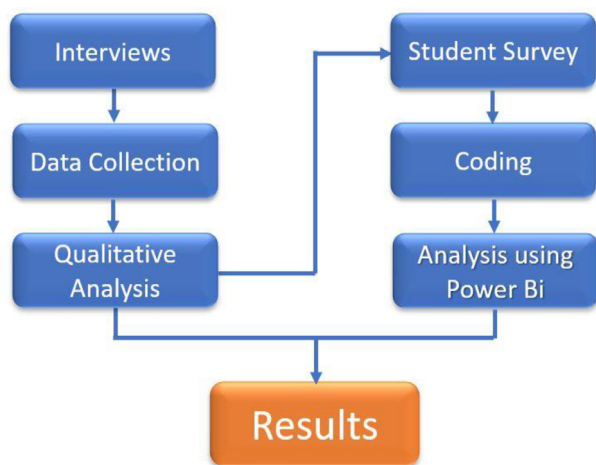 Interviews
Data Collection
Qualitative
Analysis
Student Survey
Coding
Analysis using
Power Bi
Results